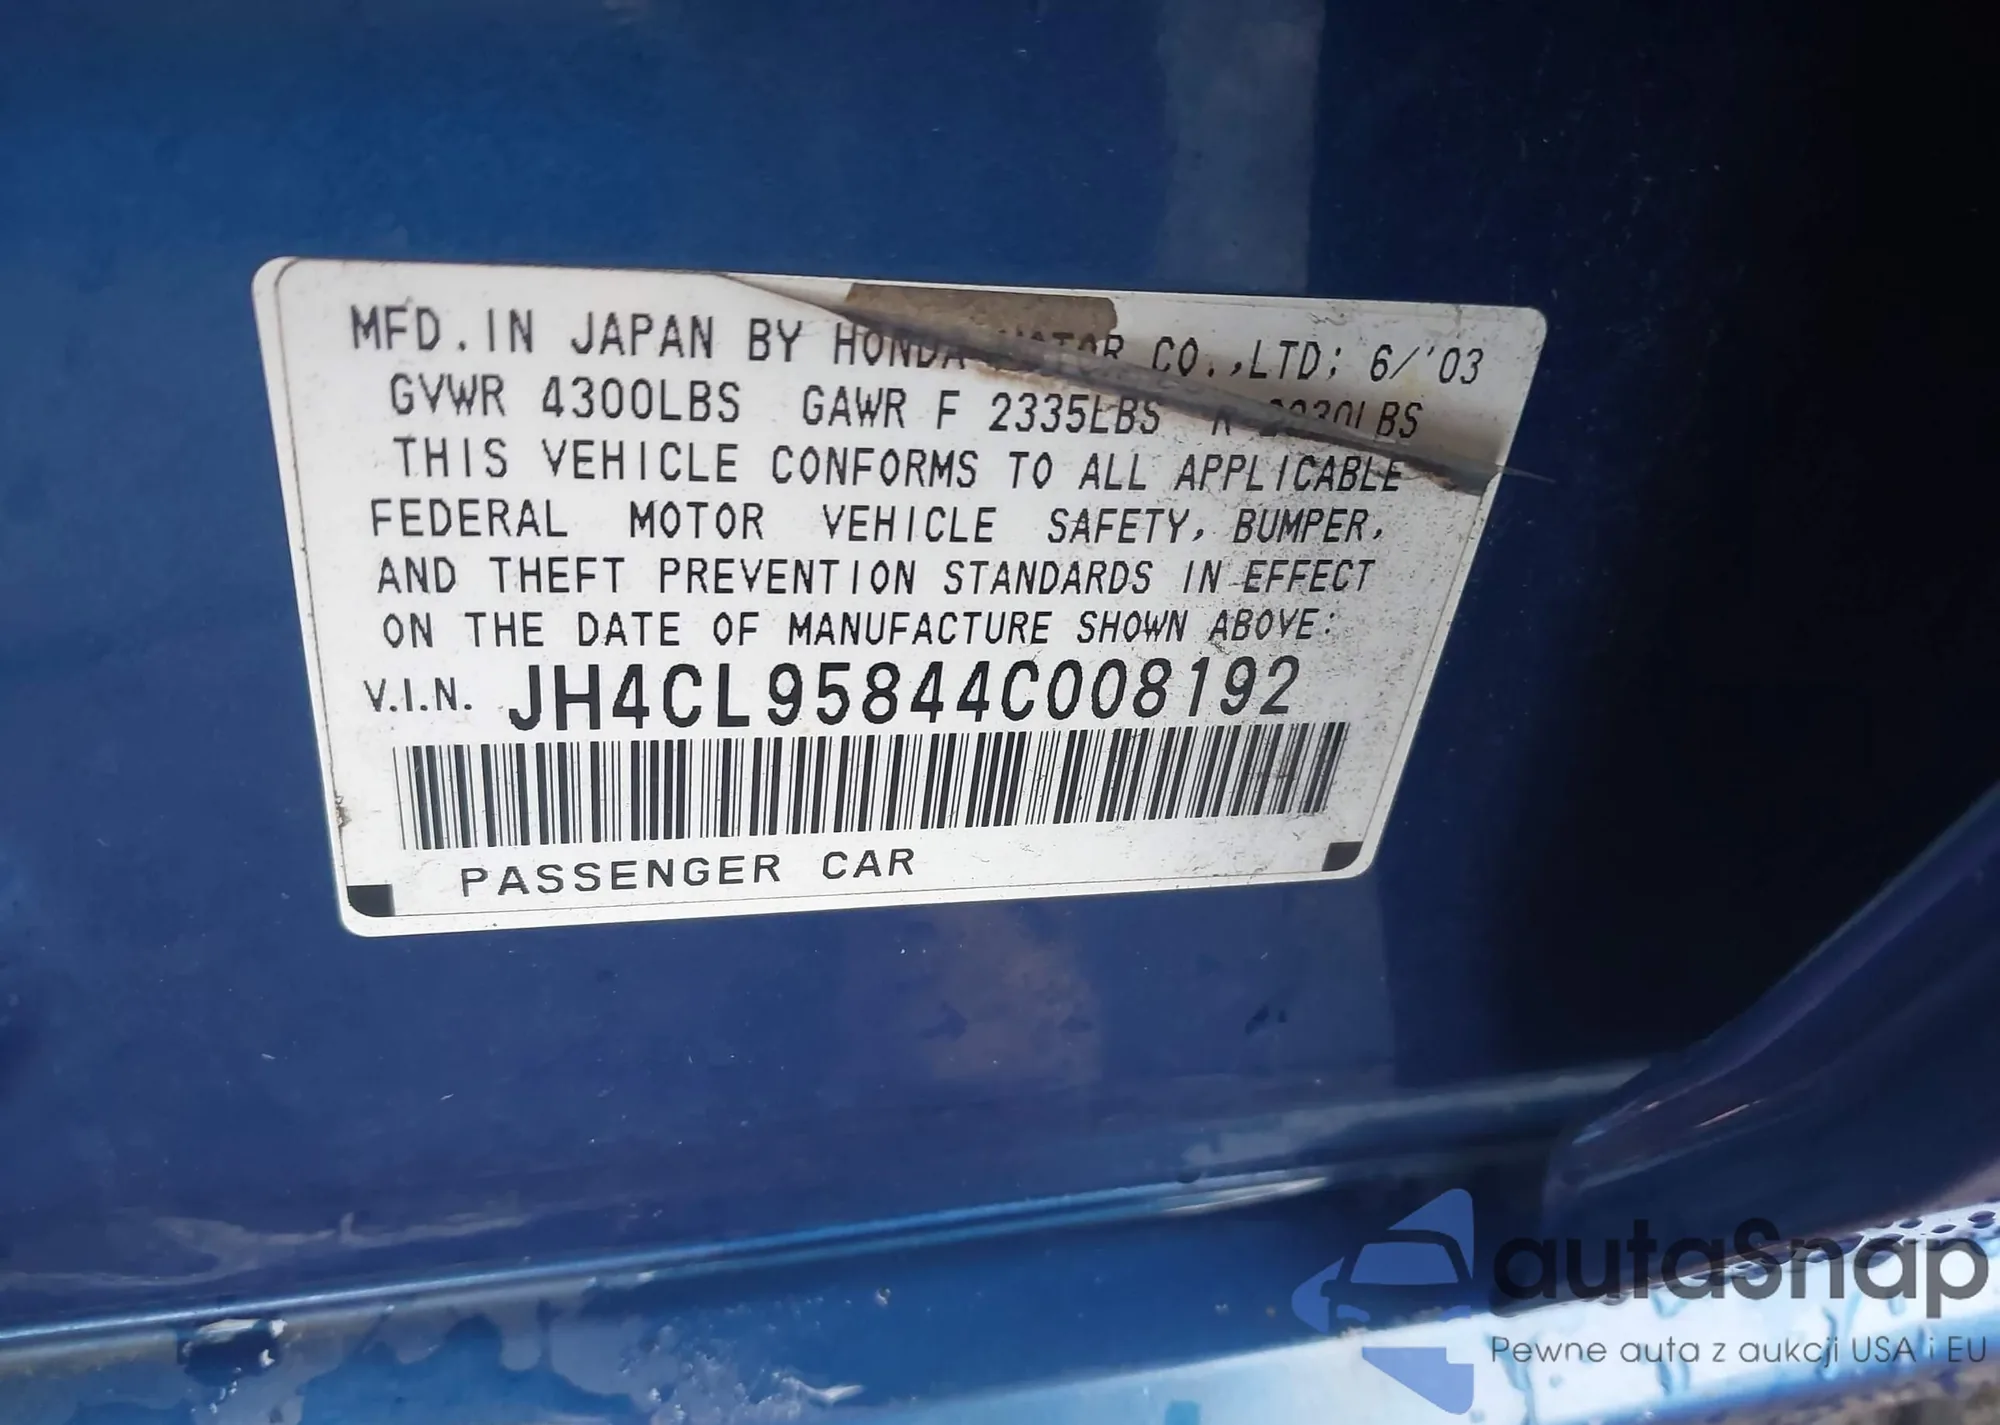 MFD. IN JAPAN BY HONDA MOTOR CO.,LTD; 6/'03
GVWR 4300LBS GAWR F 2335LBS R LBS
THIS VEHICLE CONFORMS TO ALL APPLICABLE
FEDERAL MOTOR VEHICLE SAFETY, BUMPER,
AND THEFT PREVENTION STANDARDS IN EFFECT
ON THE DATE OF MANUFACTURE SHOWN ABOVE:
V.I.N. JH4CL95844C008192
PASSENGER CAR
autaSnap
Pewne auta z aukcji USA i EU